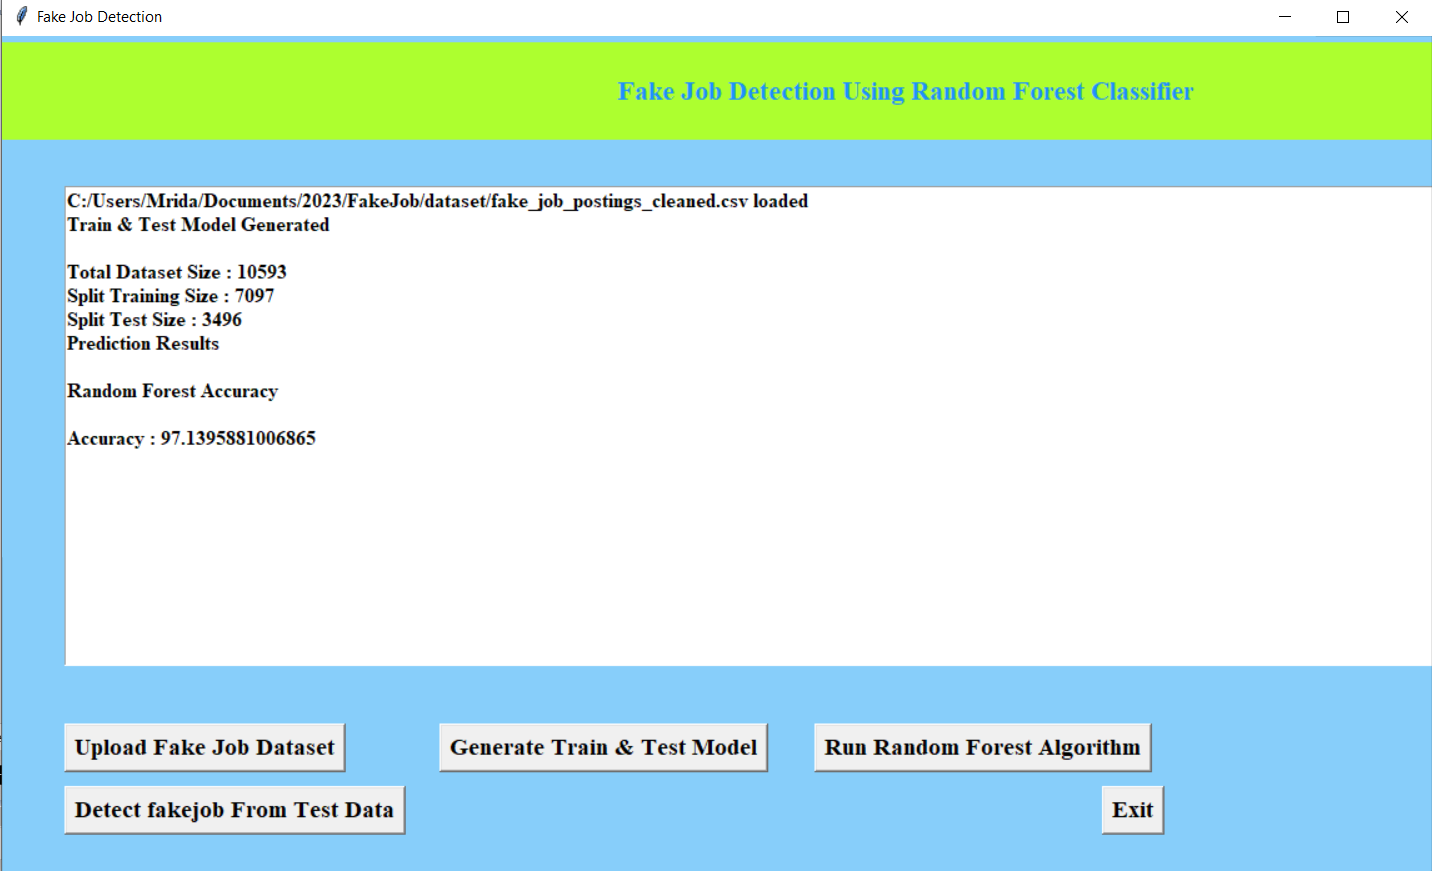 Fake Job Detection
Fake Job Detection Using Random Forest Classifier
C:/Users/Mrida/Documents/2023/FakeJob/dataset/fake_job_postings_cleaned.csv loaded
Train & Test Model Generated
Total Dataset Size : 10593
Split Training Size : 7097
Split Test Size : 3496
Prediction Results
Random Forest Accuracy
Accuracy : 97.1395881006865
Upload Fake Job Dataset
Generate Train & Test Model
Run Random Forest Algorithm
Detect fakejob From Test Data
Exit